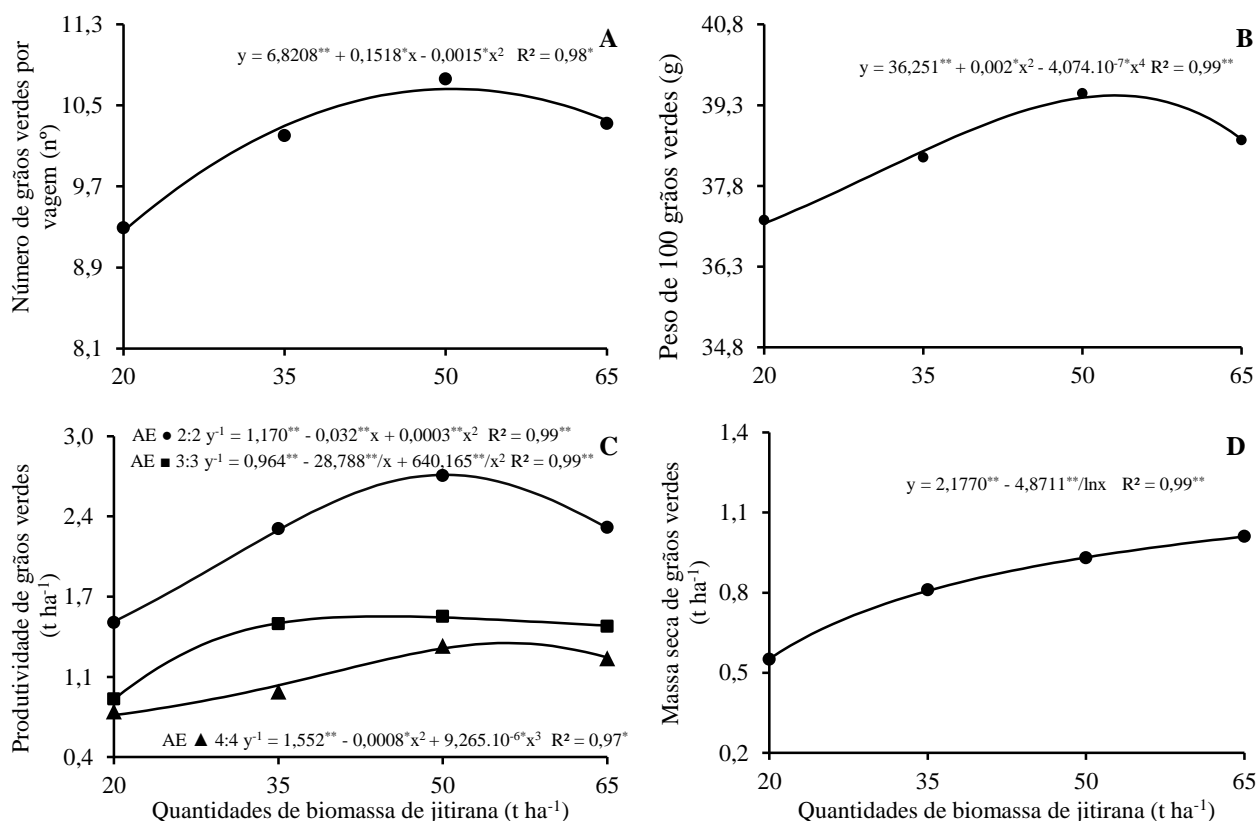 A
y = 6,8208** + 0,1518*x - 0,0015*x² R² = 0,98*
Número de grãos verdes por
vagem (nº)
11,3
10,5
9,7
8,9
8,1
20 35 50 65
B
y = 36,251** + 0,002*x² - 4,074.10⁻⁷*x⁴ R² = 0,99**
Peso de 100 grãos verdes (g)
40,8
39,3
37,8
36,3
34,8
20 35 50 65
C
AE ● 2:2 y⁻¹ = 1,170** - 0,032**x + 0,0003**x² R² = 0,99**
AE ■ 3:3 y⁻¹ = 0,964** - 28,788**/x + 640,165**/x² R² = 0,99**
AE ▲ 4:4 y⁻¹ = 1,552** - 0,0008*x² + 9,265.10⁻⁶*x³ R² = 0,97*
Produtividade de grãos verdes
(t ha⁻¹)
3,0
2,4
1,7
1,1
0,4
20 35 50 65
Quantidades de biomassa de jitirana (t ha⁻¹)
D
y = 2,1770** - 4,8711**/lnx R² = 0,99**
Massa seca de grãos verdes
(t ha⁻¹)
1,4
1,1
0,8
0,5
0,2
20 35 50 65
Quantidades de biomassa de jitirana (t ha⁻¹)